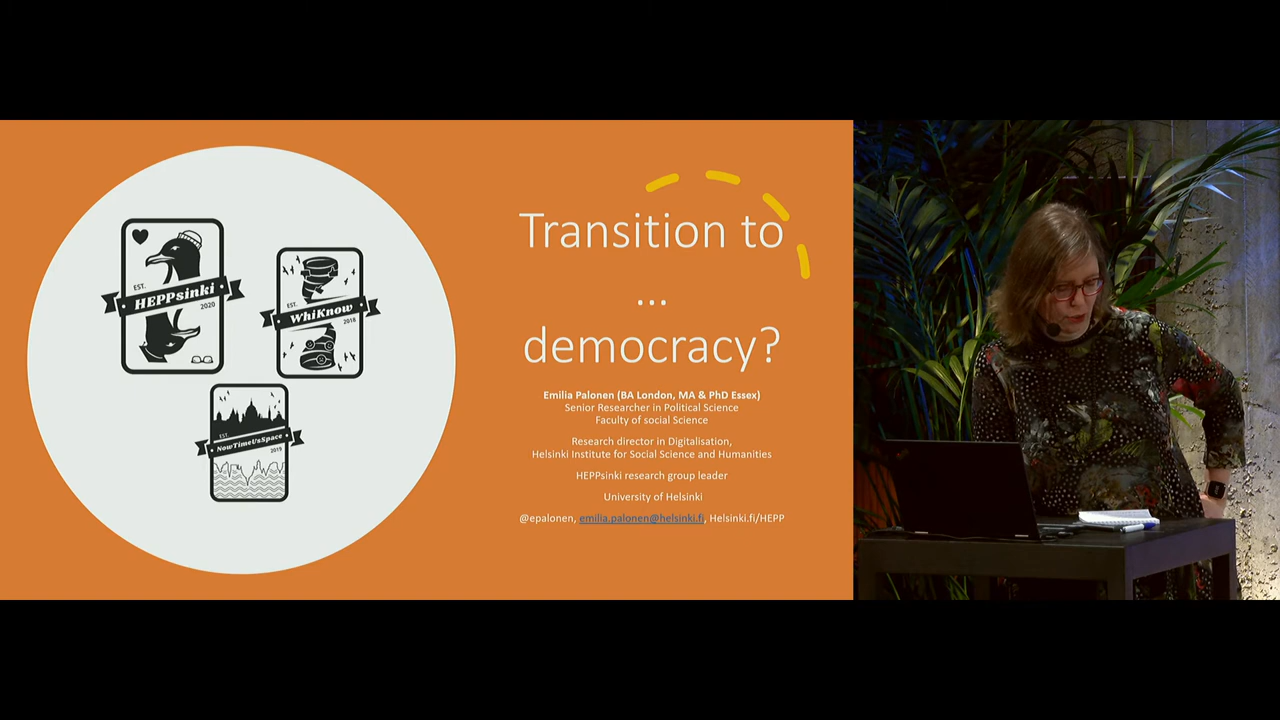 EST.
HEPPsinki
2020
EST.
WhiKnow
2018
EST.
NowTimeUsSpace
2019
Transition to
...
democracy?
Emilia Palonen (BA London, MA & PhD Essex)
Senior Researcher in Political Science
Faculty of social Science
Research director in Digitalisation,
Helsinki Institute for Social Science and Humanities
HEPPsinki research group leader
University of Helsinki
@epalonen, emilia.palonen@helsinki.fi, Helsinki.fi/HEPP